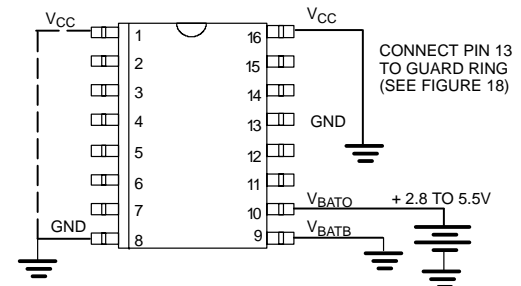 VCC
VCC
1
16
CONNECT PIN 13
TO GUARD RING
(SEE FIGURE 18)
2
15
3
14
4
13
GND
5
12
6
11
7
10
VBATO
+ 2.8 TO 5.5V
GND
8
9
VBATB